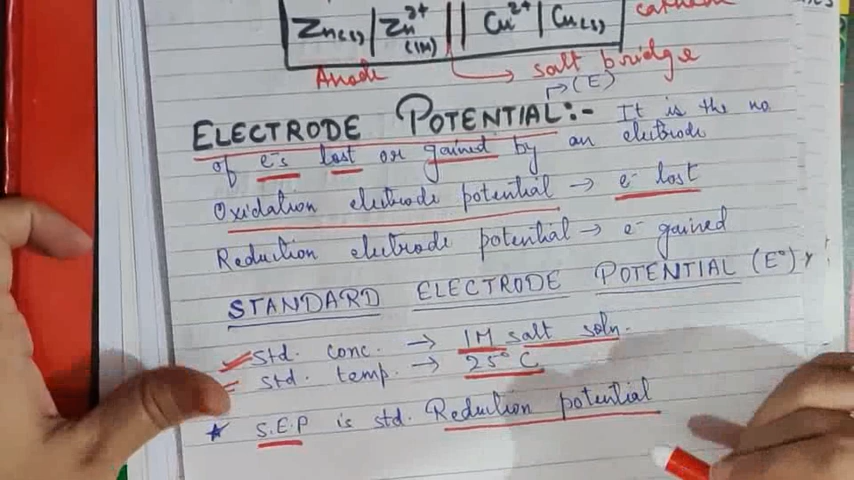 Zn(s) | Zn²⁺ (1M) || Cu²⁺ | Cu(s) cathode
Anode → salt bridge
→(E)
ELECTRODE POTENTIAL:- It is the no
of e⁻s lost or gained by an electrode
Oxidation electrode potential → e⁻ lost
Reduction electrode potential → e⁻ gained
STANDARD ELECTRODE POTENTIAL (E°)
std. conc. → 1M salt soln.
std. temp. → 25° C
* S.E.P is std. Reduction potential